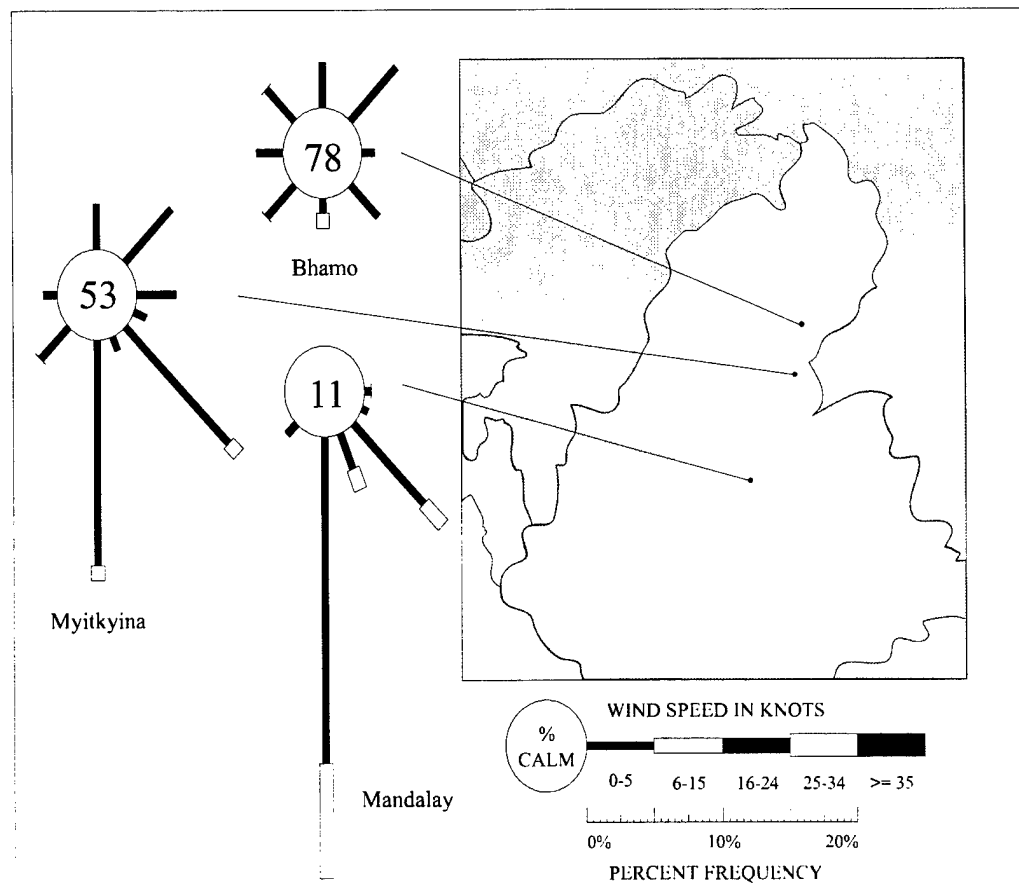 78
Bhamo
53
11
Myitkyina
Mandalay
WIND SPEED IN KNOTS
%
CALM
0-5 6-15 16-24 25-34 >= 35
0% 10% 20%
PERCENT FREQUENCY